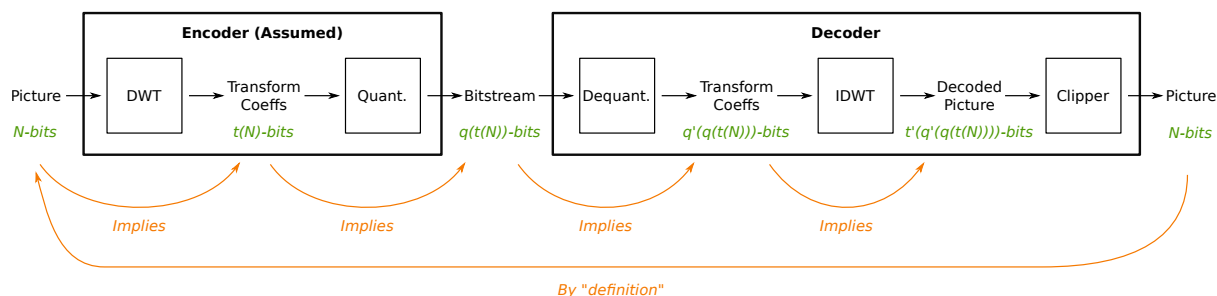 Encoder (Assumed)
Decoder
Picture
DWT
Transform
Coeffs
Quant.
Bitstream
Dequant.
Transform
Coeffs
IDWT
Decoded
Picture
Clipper
Picture
N-bits
t(N)-bits
q(t(N))-bits
q'(q(t(N)))-bits
t'(q'(q(t(N))))-bits
N-bits
Implies
Implies
Implies
Implies
By "definition"